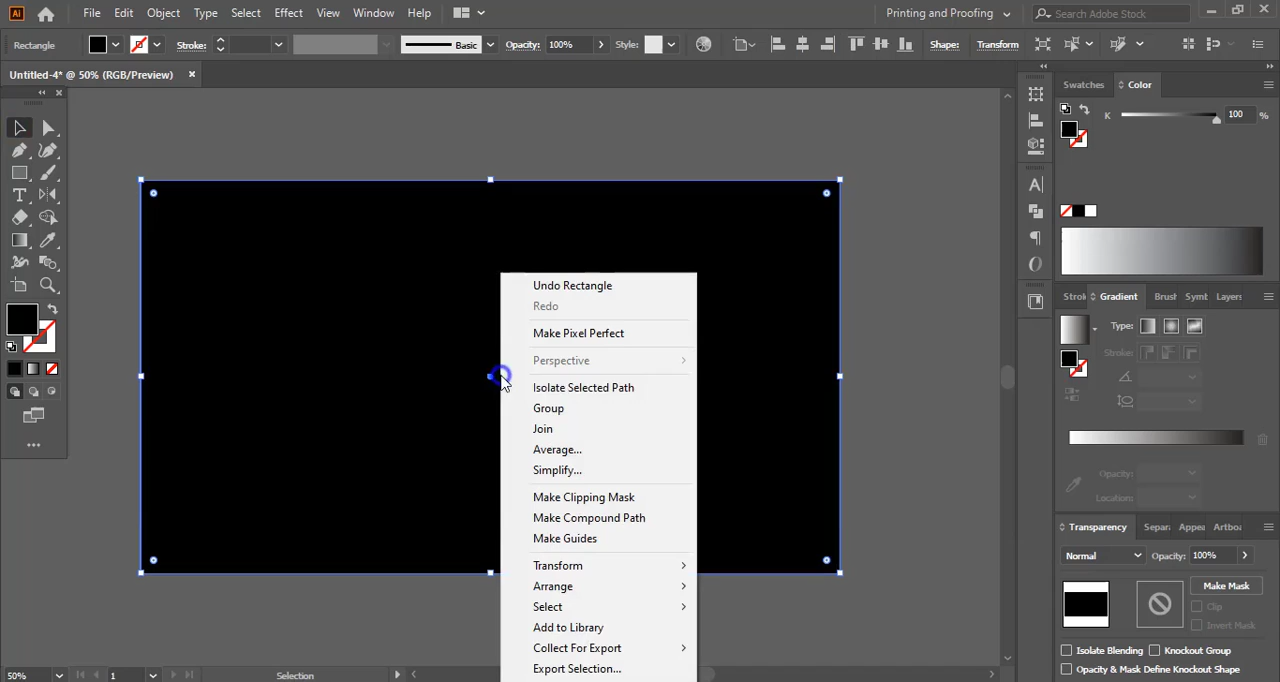 Ai File Edit Object Type Select Effect View Window Help Printing and Proofing Search Adobe Stock
Rectangle Stroke: Basic Opacity: 100% Style: Shape: Transform
Untitled-4* @ 50% (RGB/Preview)
Swatches Color
K 100 %
Undo Rectangle
Redo
Make Pixel Perfect
Perspective
Isolate Selected Path
Group
Join
Average...
Simplify...
Make Clipping Mask
Make Compound Path
Make Guides
Transform
Arrange
Select
Add to Library
Collect For Export
Export Selection...
Strol Gradient Brush Symb Layers
Type:
Stroke:
Opacity:
Location:
Transparency Separ Appea Artboa
Normal Opacity: 100%
Make Mask
Clip
Invert Mask
Isolate Blending Knockout Group
Opacity & Mask Define Knockout Shape
50% 1 Selection